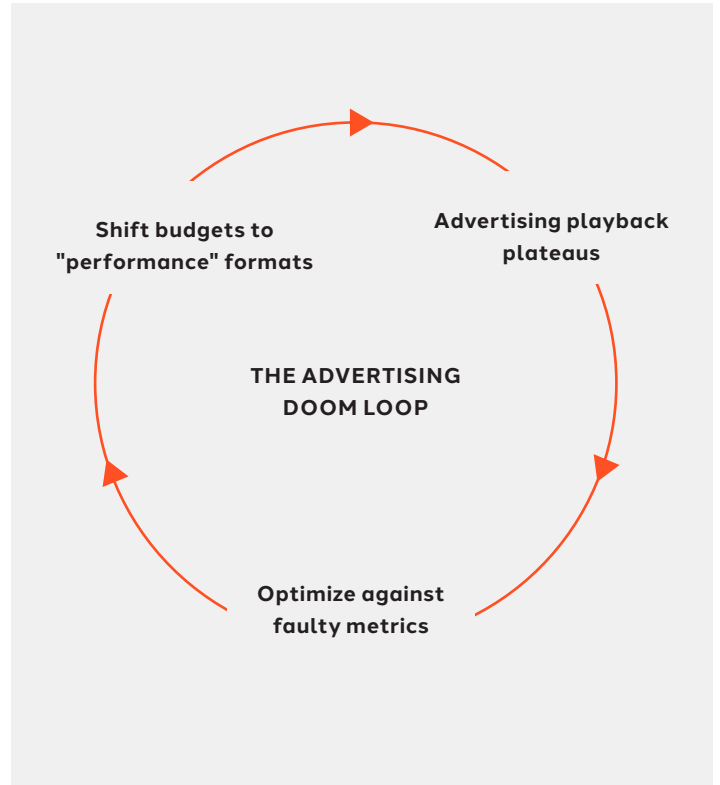 Shift budgets to
"performance" formats
Advertising playback
plateaus
THE ADVERTISING
DOOM LOOP
Optimize against
faulty metrics